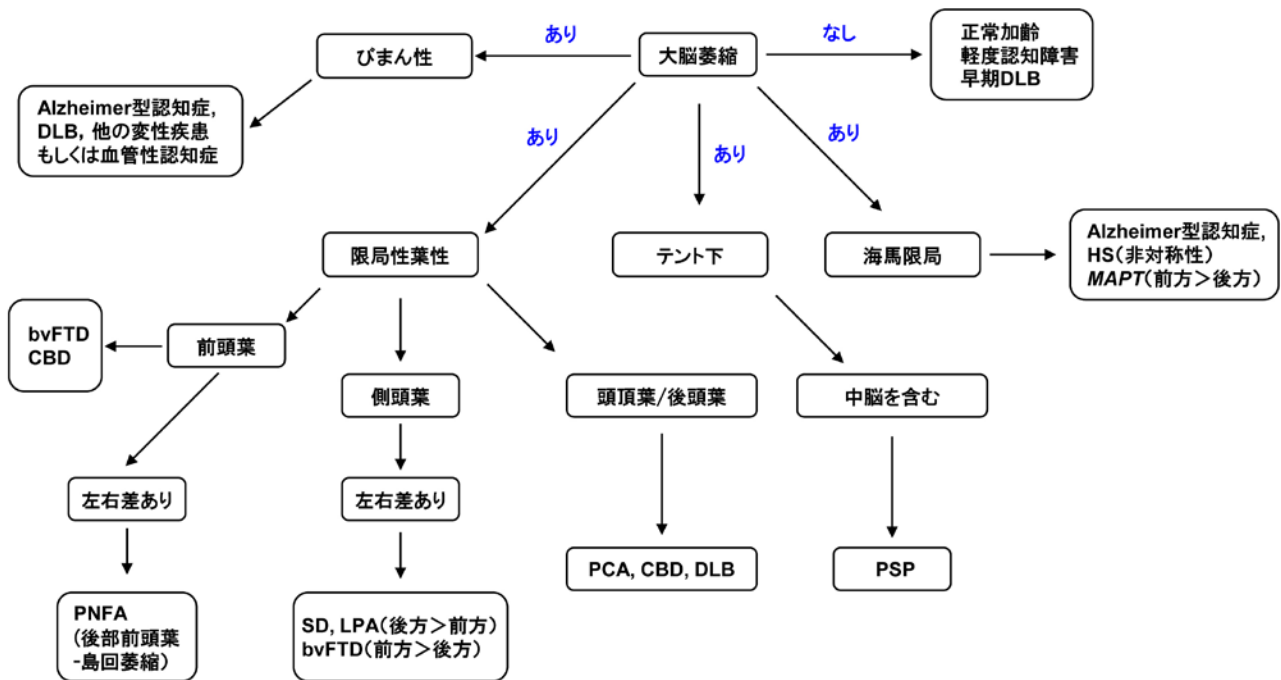 びまん性
あり
大脳萎縮
なし
正常加齢
軽度認知障害
早期DLB
Alzheimer型認知症,
DLB, 他の変性疾患
もしくは血管性認知症
あり
あり
あり
限局性葉性
テント下
海馬限局
Alzheimer型認知症,
HS(非対称性)
MAPT(前方>後方)
bvFTD
CBD
前頭葉
側頭葉
頭頂葉/後頭葉
中脳を含む
左右差あり
左右差あり
PCA, CBD, DLB
PSP
PNFA
(後部前頭葉
-島回萎縮)
SD, LPA(後方>前方)
bvFTD(前方>後方)